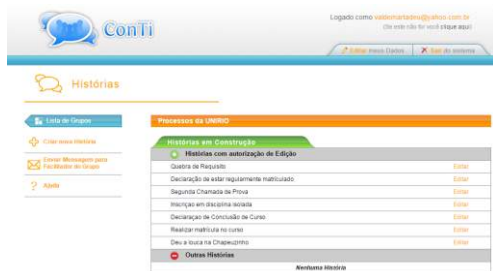 ConTi
Logado como
(Se este não for você clique aqui)
Editar meus Dados
Sair do sistema
Histórias
Lista de Grupos
Criar nova História
Enviar Mensagem para
Facilitador do Grupo
Ajuda
Processos da UNIRIO
Histórias em Construção
Histórias com autorização de Edição
Quebra de Requisito Editar
Declaração de estar regularmente matriculado Editar
Segunda Chamada de Prova Editar
Inscriçao em disciplina isolada Editar
Declaraçao de Conclusão de Curso Editar
Realizar matrícula no curso Editar
Deu a louca na Chapeuzinho Editar
Outras Histórias
Nenhuma História